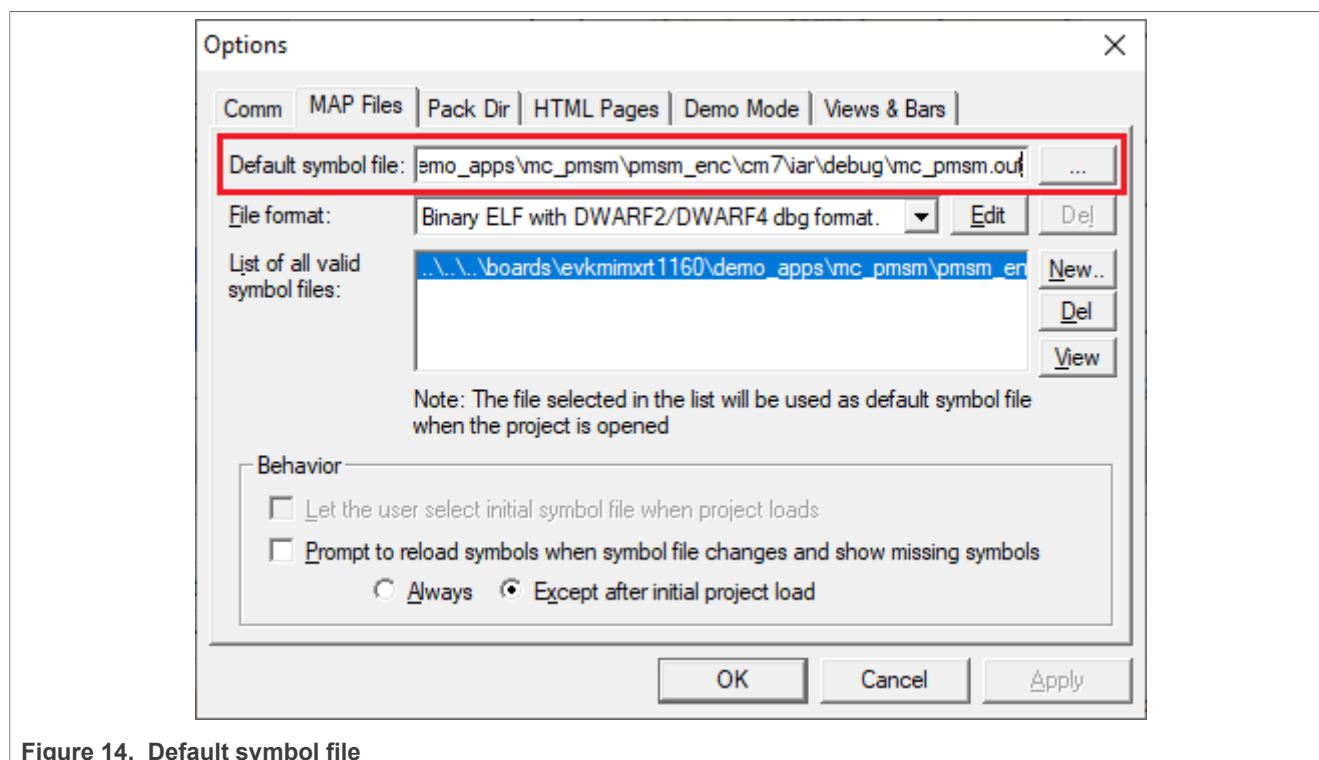 Options
Comm MAP Files Pack Dir HTML Pages Demo Mode Views & Bars
Default symbol file: emo_apps\mc_pmsm\pmsm_enc\cm7\iar\debug\mc_pmsm.out ...
File format: Binary ELF with DWARF2/DWARF4 dbg format. Edit Del
List of all valid ..\..\..\boards\evkmimxrt1160\demo_apps\mc_pmsm\pmsm_en New..
symbol files:
Del
View
Note: The file selected in the list will be used as default symbol file
when the project is opened
Behavior
Let the user select initial symbol file when project loads
Prompt to reload symbols when symbol file changes and show missing symbols
Always Except after initial project load
OK Cancel Apply
Figure 14. Default symbol file